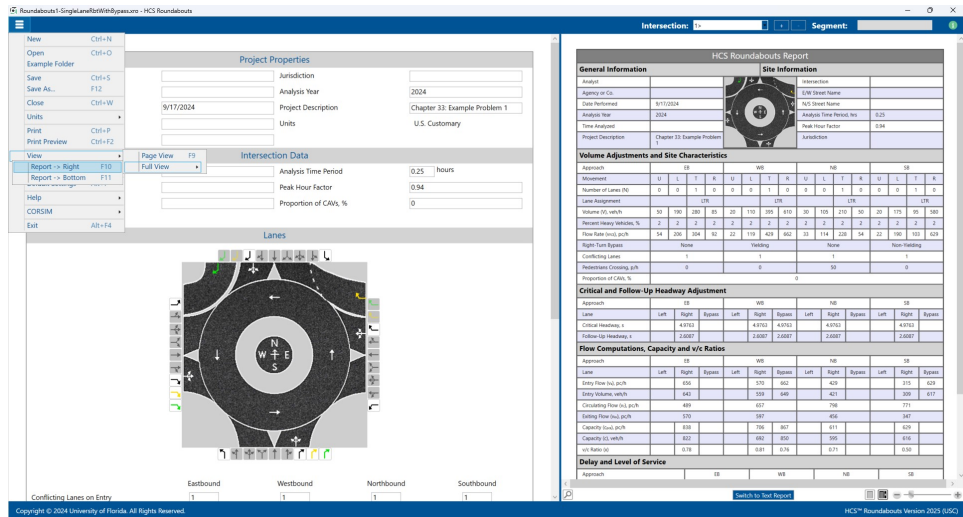 Roundabouts1-SingleLaneRbtWithBypass.xro - HCS Roundabouts
Intersection: 1> Segment:
New Ctrl+N
Open Ctrl+O
Example Folder
Save Ctrl+S
Save As... F12
Close Ctrl+W
Units
Print Ctrl+P
Print Preview Ctrl+F2
View
Page View F9
Full View
Report -> Right F10
Report -> Bottom F11
Help
CORSIM
Exit Alt+F4
Project Properties
Jurisdiction
Analysis Year 2024
9/17/2024 Project Description Chapter 33: Example Problem 1
Units U.S. Customary
Intersection Data
Analysis Time Period 0.25 hours
Peak Hour Factor 0.94
Proportion of CAVs, % 0
Lanes
N
W E
S
Eastbound Westbound Northbound Southbound
Conflicting Lanes on Entry 1 1 1 1
HCS Roundabouts Report
General Information Site Information
Analyst Intersection
Agency or Co. E/W Street Name
Date Performed 9/17/2024 N/S Street Name
Analysis Year 2024 Analysis Time Period, hrs 0.25
Time Analyzed Peak Hour Factor 0.94
Project Description Chapter 33: Example Problem 1 Jurisdiction
Volume Adjustments and Site Characteristics
Approach EB WB NB SB
Movement U L T R U L T R U L T R U L T R
Number of Lanes (N) 0 0 1 0 0 0 1 0 0 0 1 0 0 0 1 0
Lane Assignment LTR LTR LTR LTR
Volume (V), veh/h 50 190 280 85 20 110 395 610 30 105 210 50 20 175 95 580
Percent Heavy Vehicles, % 2 2 2 2 2 2 2 2 2 2 2 2 2 2 2 2
Flow Rate (vPCE), pc/h 54 206 304 92 22 119 429 662 33 114 228 54 22 190 103 629
Right-Turn Bypass None Yielding None Non-Yielding
Conflicting Lanes 1 1 1 1
Pedestrians Crossing, p/h 0 0 50 0
Proportion of CAVs, % 0
Critical and Follow-Up Headway Adjustment
Approach EB WB NB SB
Lane Left Right Bypass Left Right Bypass Left Right Bypass Left Right Bypass
Critical Headway, s 4.9763 4.9763 4.9763 4.9763 4.9763
Follow-Up Headway, s 2.6087 2.6087 2.6087 2.6087 2.6087
Flow Computations, Capacity and v/c Ratios
Approach EB WB NB SB
Lane Left Right Bypass Left Right Bypass Left Right Bypass Left Right Bypass
Entry Flow (ve), pc/h 656 570 662 429 315 629
Entry Volume, veh/h 643 559 649 421 309 617
Circulating Flow (vc), pc/h 489 657 798 771
Exiting Flow (vex), pc/h 570 597 456 347
Capacity (cpce), pc/h 838 706 867 611 629
Capacity (c), veh/h 822 692 850 595 616
v/c Ratio (x) 0.78 0.81 0.76 0.71 0.50
Delay and Level of Service
Approach EB WB NB SB
Switch to Text Report
Copyright © 2024 University of Florida. All Rights Reserved. HCS™ Roundabouts Version 2025 (USC)